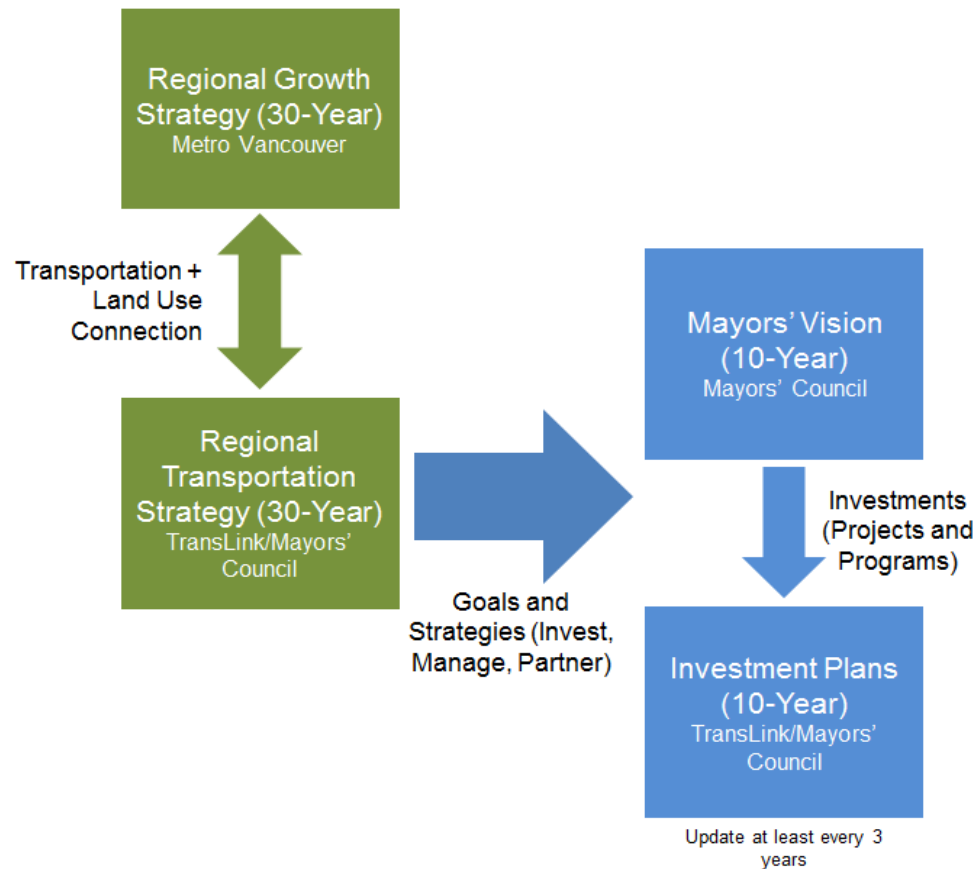 Regional Growth
Strategy (30-Year)
Metro Vancouver
Transportation +
Land Use
Connection
Regional
Transportation
Strategy (30-Year)
TransLink/Mayors'
Council
Goals and
Strategies (Invest,
Manage, Partner)
Mayors' Vision
(10-Year)
Mayors' Council
Investments
(Projects and
Programs)
Investment Plans
(10-Year)
TransLink/Mayors'
Council
Update at least every 3
years